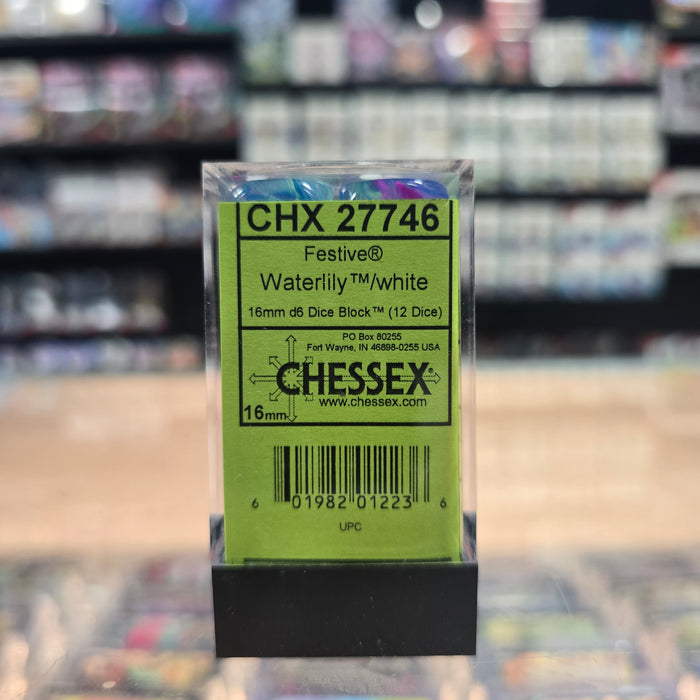 CHX 27746
Festive®
Waterlily™/white
16mm d6 Dice Block™ (12 Dice)
PO Box 80255
Fort Wayne, IN 46898-0255 USA
CHESSEX®
www.chessex.com
16mm
6 01982 01223 6
UPC